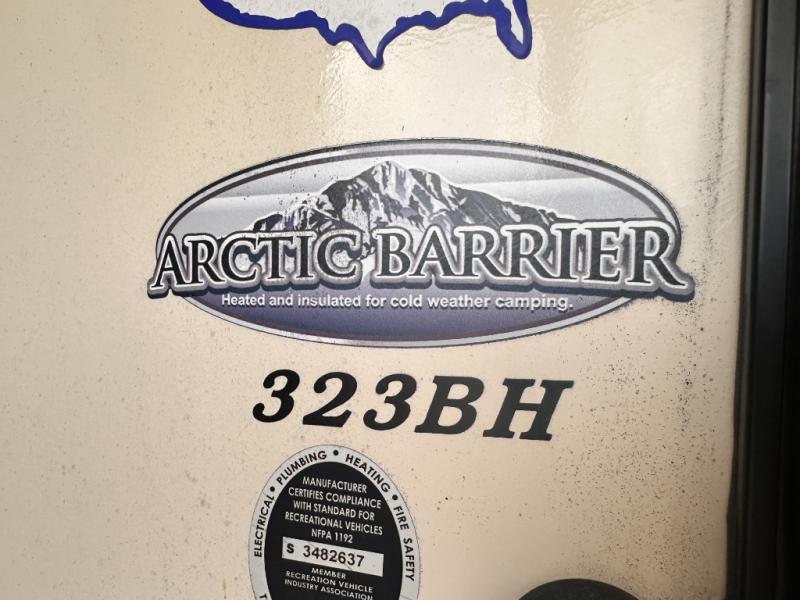 ARCTIC BARRIER
Heated and insulated for cold weather camping.
323BH
ELECTRICAL • PLUMBING • HEATING • FIRE SAFETY
MANUFACTURER
CERTIFIES COMPLIANCE
WITH STANDARD FOR
RECREATIONAL VEHICLES
NFPA 1192
S 3482637
MEMBER
RECREATION VEHICLE
INDUSTRY ASSOCIATION